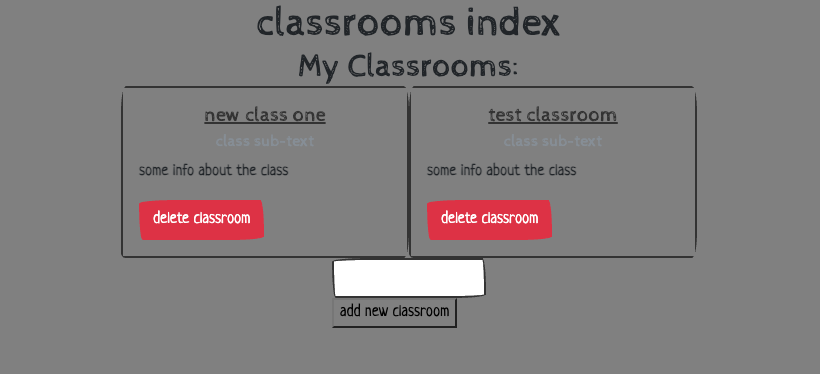 classrooms index
My Classrooms:
new class one
class sub-text
some info about the class
delete classroom
test classroom
class sub-text
some info about the class
delete classroom
add new classroom